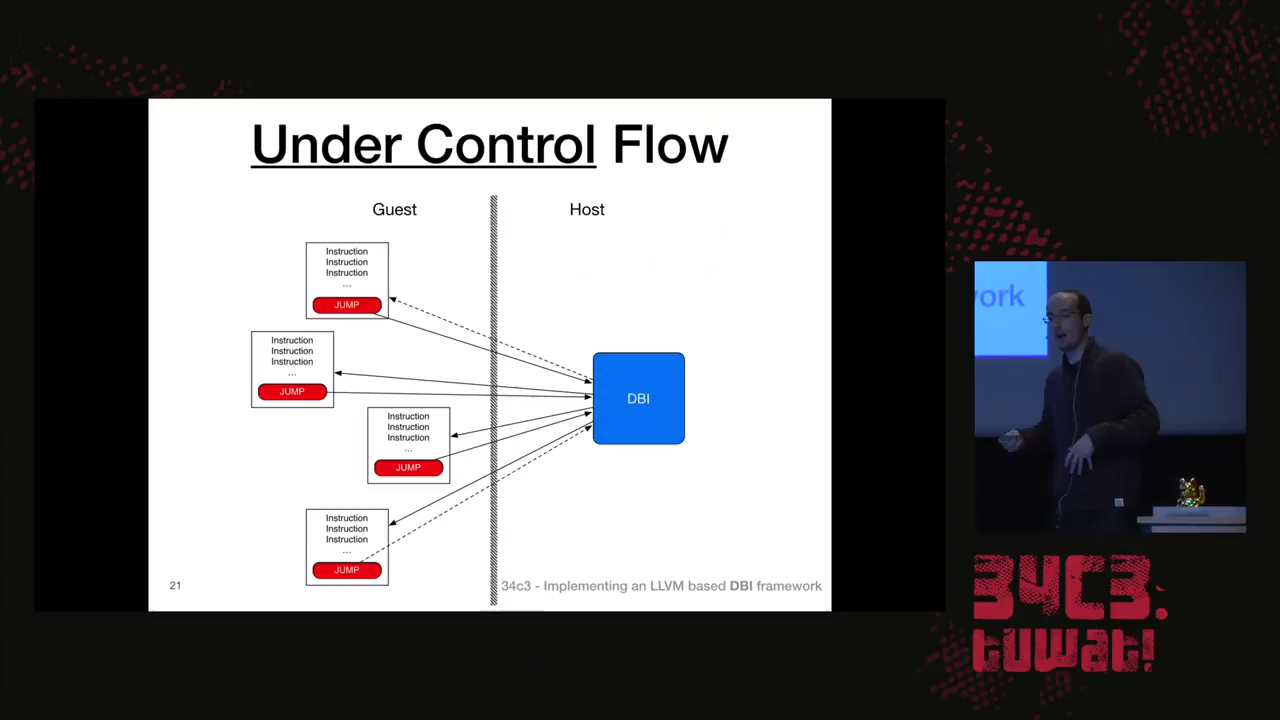 Under Control Flow
Guest
Host
Instruction
Instruction
Instruction
...
JUMP
Instruction
Instruction
Instruction
...
JUMP
Instruction
Instruction
Instruction
...
JUMP
Instruction
Instruction
Instruction
...
JUMP
DBI
21
34c3 - Implementing an LLVM based DBI framework
work
34C3.
tuwat!